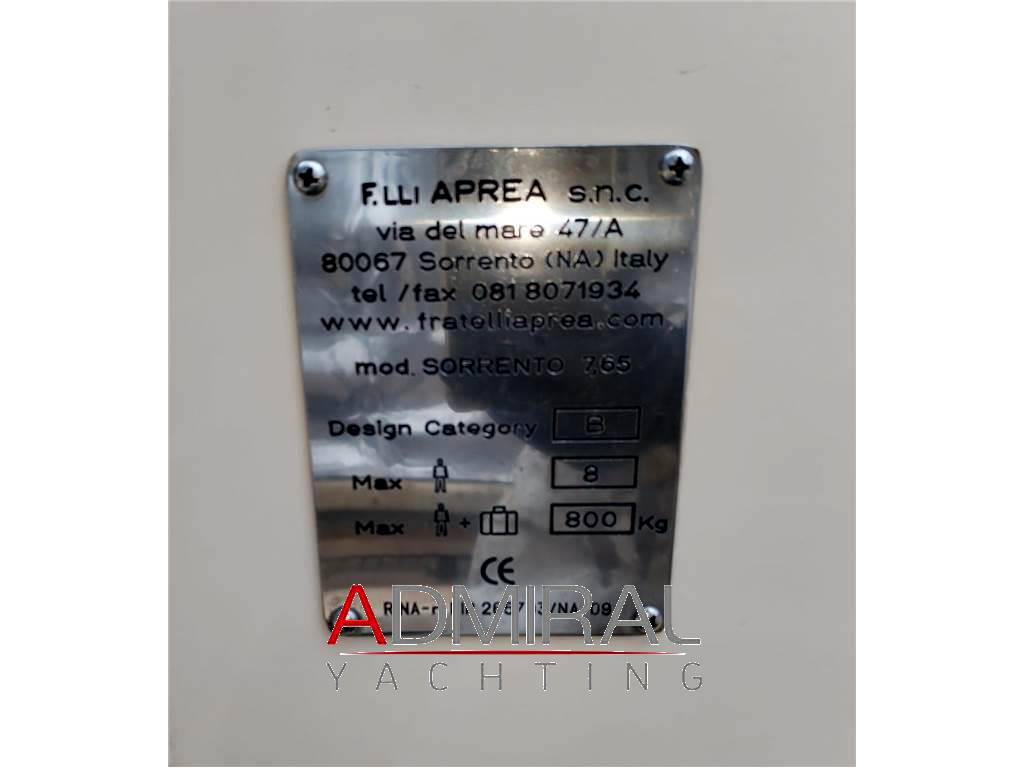 F.LLI APREA s.n.c.
via del mare 47/A
80067 Sorrento (NA) Italy
tel /fax 081 8071934
www.fratelliaprea.com
mod. SORRENTO 7,65
Design Category B
Max 8
Max + 800 Kg
CE
ADMIRAL
YACHTING